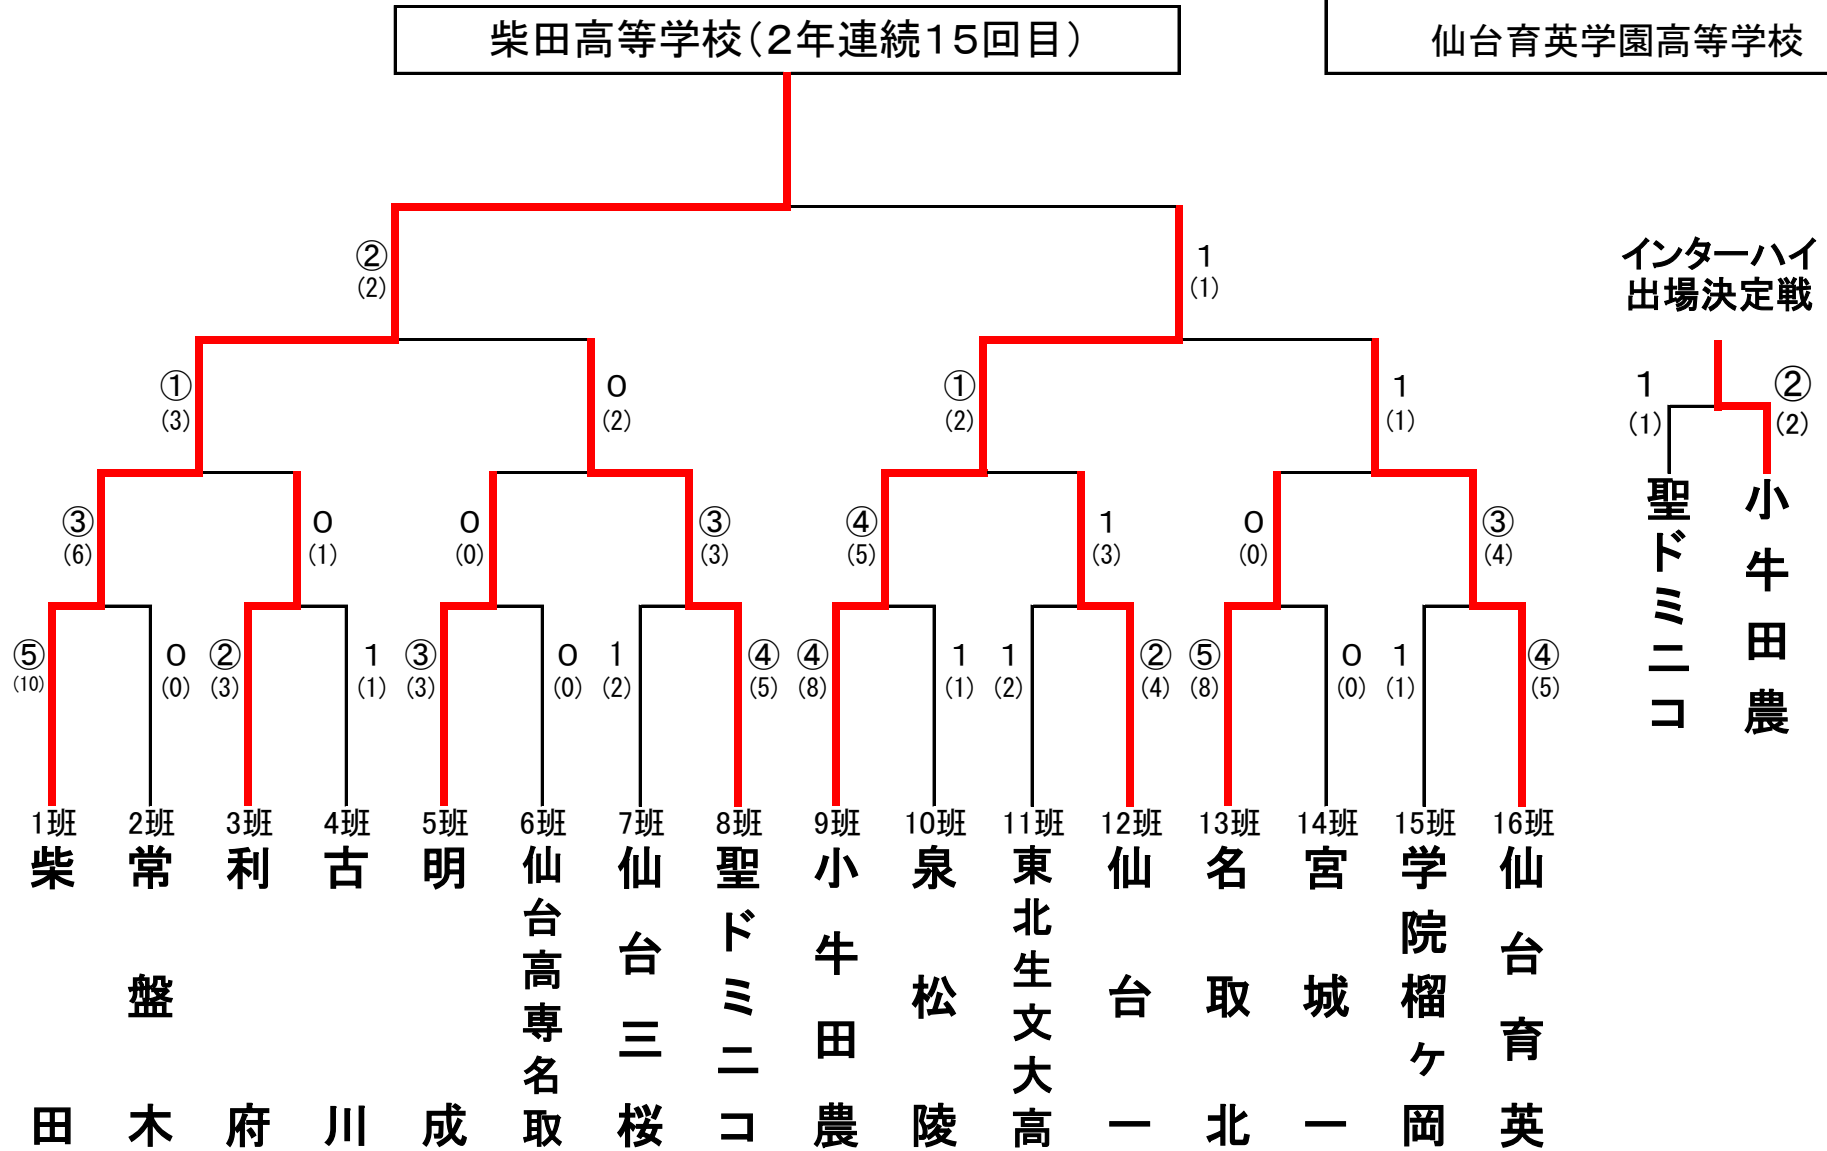 柴田高等学校(2年連続15回目)
仙台育英学園高等学校
② 1
(2) (1)
インターハイ
出場決定戦
① 0 ① 1
(3) (2) (2) (1)
1 ②
(1) (2)
聖ドミニコ
小牛田農
③ 0 0 ③ ④ 1 0 ③
(6) (1) (0) (3) (5) (3) (0) (4)
⑤ 0 ② 1 ③ 0 1 ④ ④ 1 1 ② ⑤ 0 1 ④
(10) (0) (3) (1) (3) (0) (2) (5) (8) (1) (2) (4) (8) (0) (1) (5)
1班 2班 3班 4班 5班 6班 7班 8班 9班 10班 11班 12班 13班 14班 15班 16班
柴田
常盤木
利府
古川
明成
仙台高専名取
仙台三桜
聖ドミニコ
小牛田農
泉松陵
東北生文大高
仙台一
名取北
宮城一
学院榴ケ岡
仙台育英